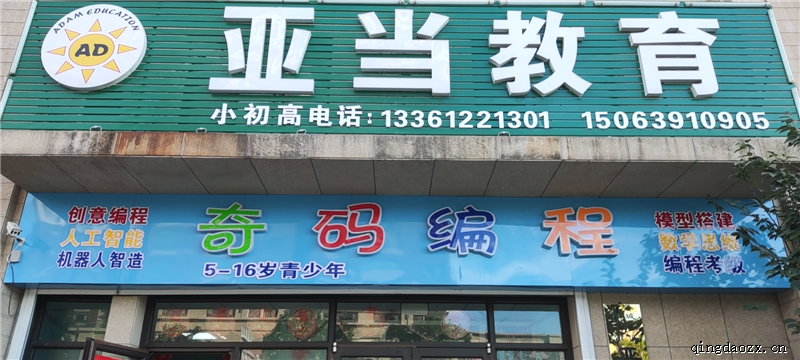 ADAM EDUCATION
AD
亚当教育
小初高电话：13361221301 15063910905
创意编程
人工智能
机器人智造
奇码编程
5-16岁青少年
模型搭建
数学思维
编程考级
qingdaozx.cn